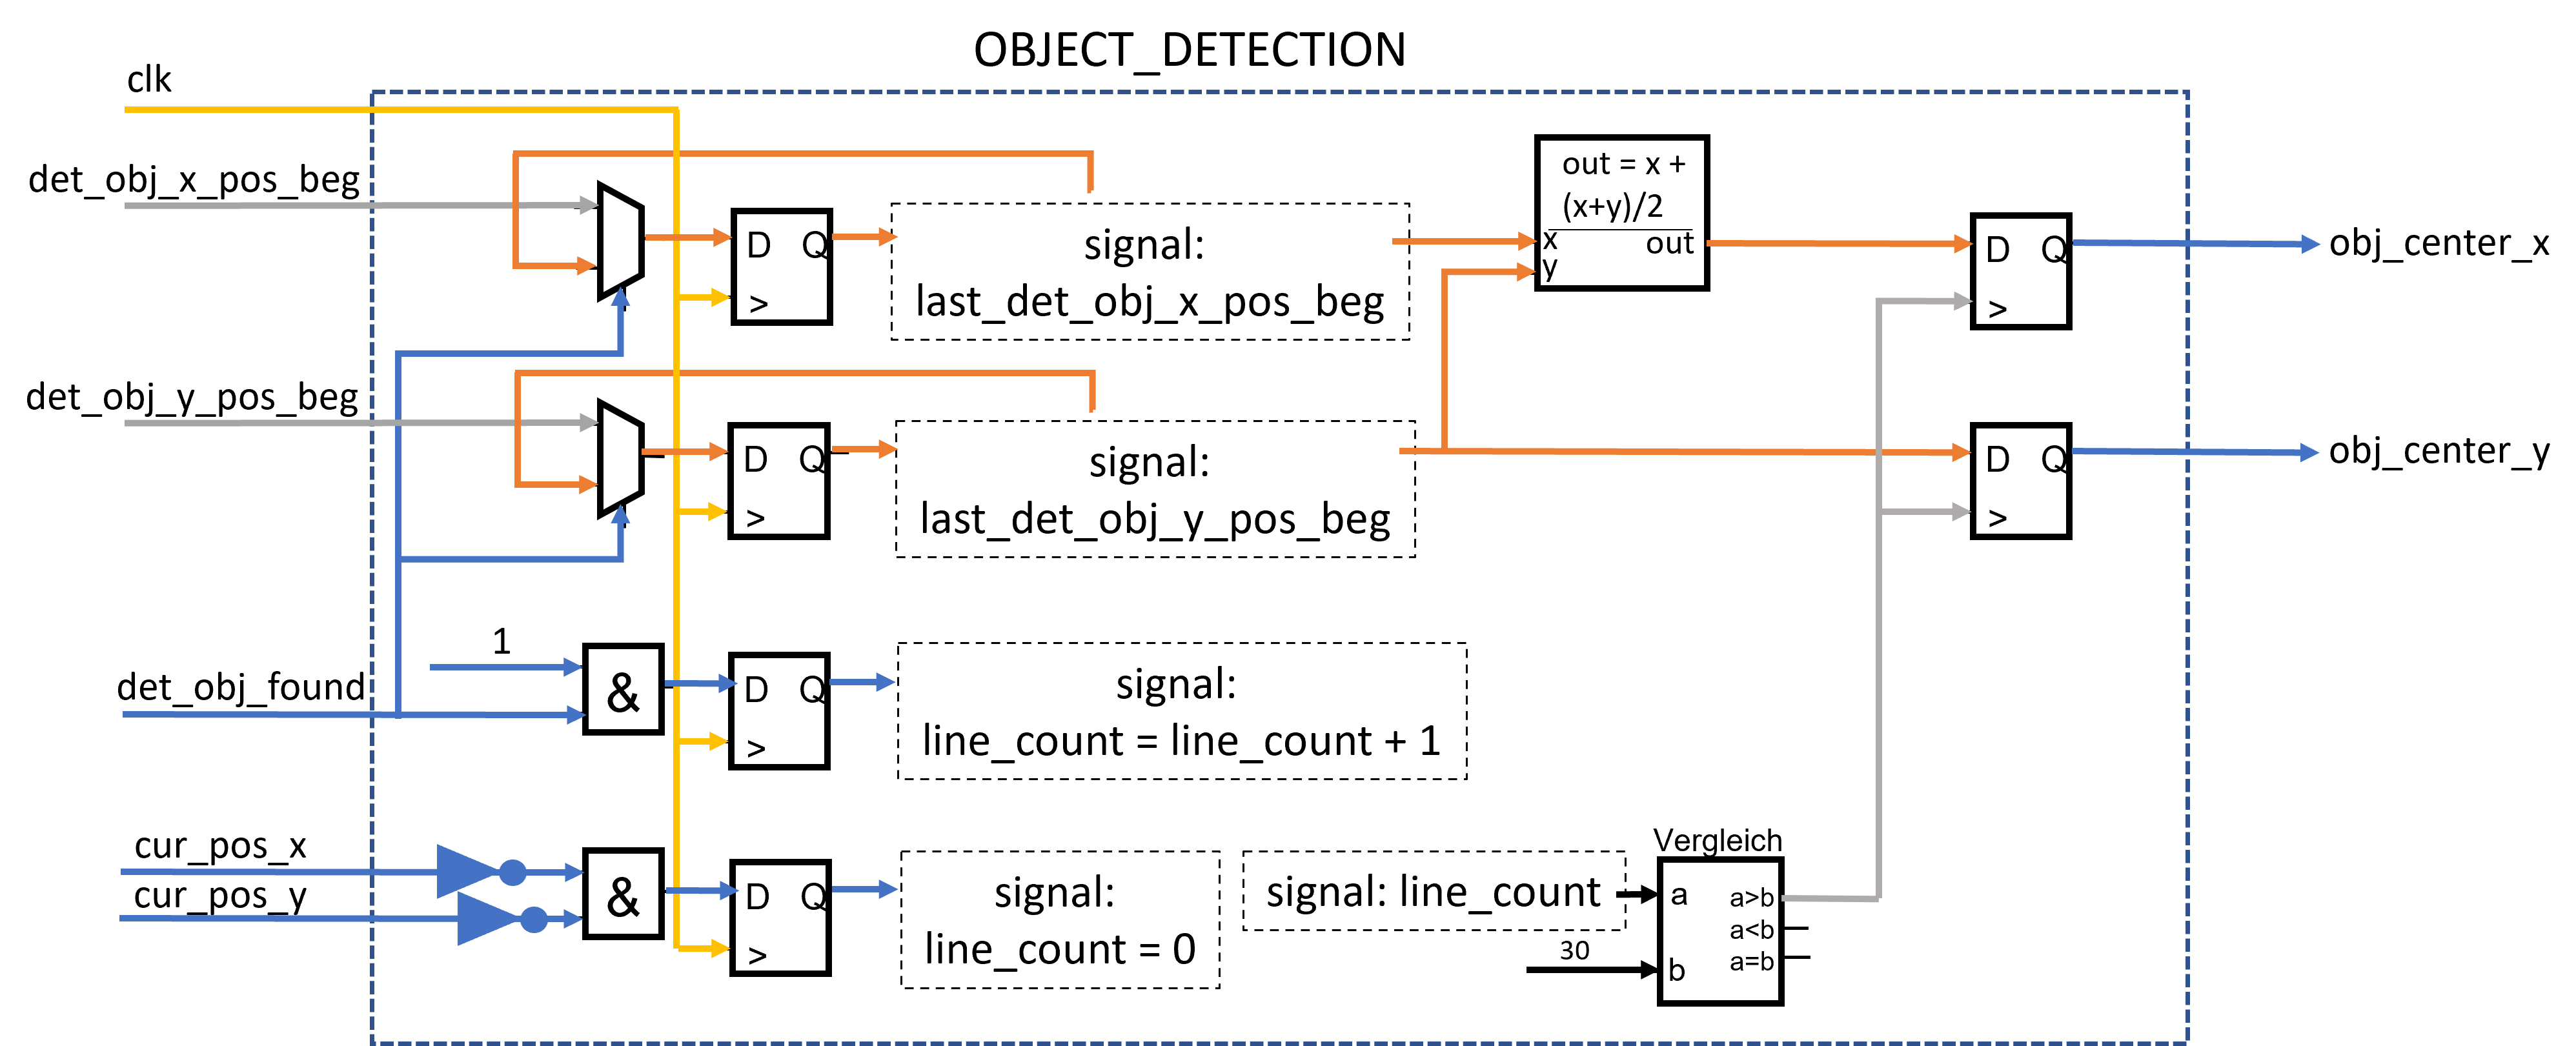 OBJECT_DETECTION
clk
det_obj_x_pos_beg
out = x +
(x+y)/2
x
out
y
D Q
>
signal:
last_det_obj_x_pos_beg
D Q
>
obj_center_x
det_obj_y_pos_beg
D Q
>
signal:
last_det_obj_y_pos_beg
D Q
>
obj_center_y
1
det_obj_found
&
D Q
>
signal:
line_count = line_count + 1
cur_pos_x
cur_pos_y
&
D Q
>
signal:
line_count = 0
signal: line_count
30
Vergleich
a
a>b
a<b
b
a=b